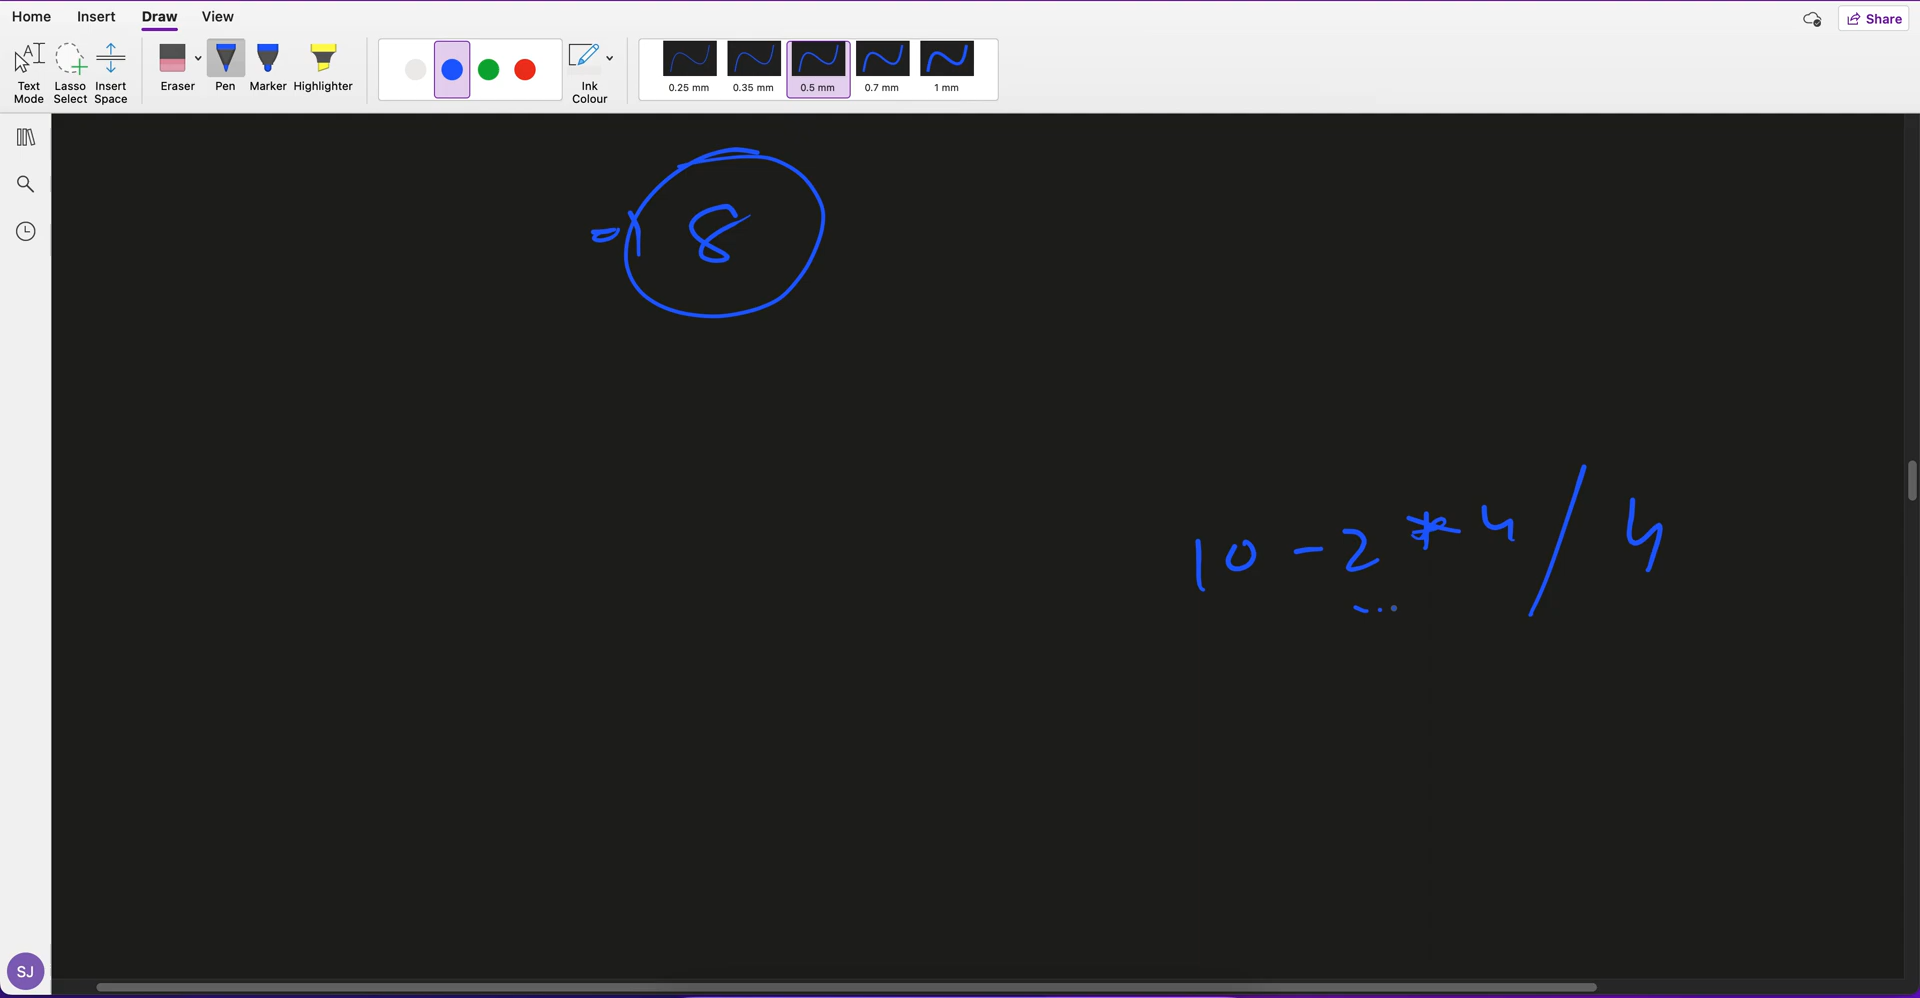 Home Insert Draw View
Share
Text Mode
Lasso Select
Insert Space
Eraser
Pen
Marker
Highlighter
Ink Colour
0.25 mm
0.35 mm
0.5 mm
0.7 mm
1 mm
8
10 - 2 * 4 / 4
SJ